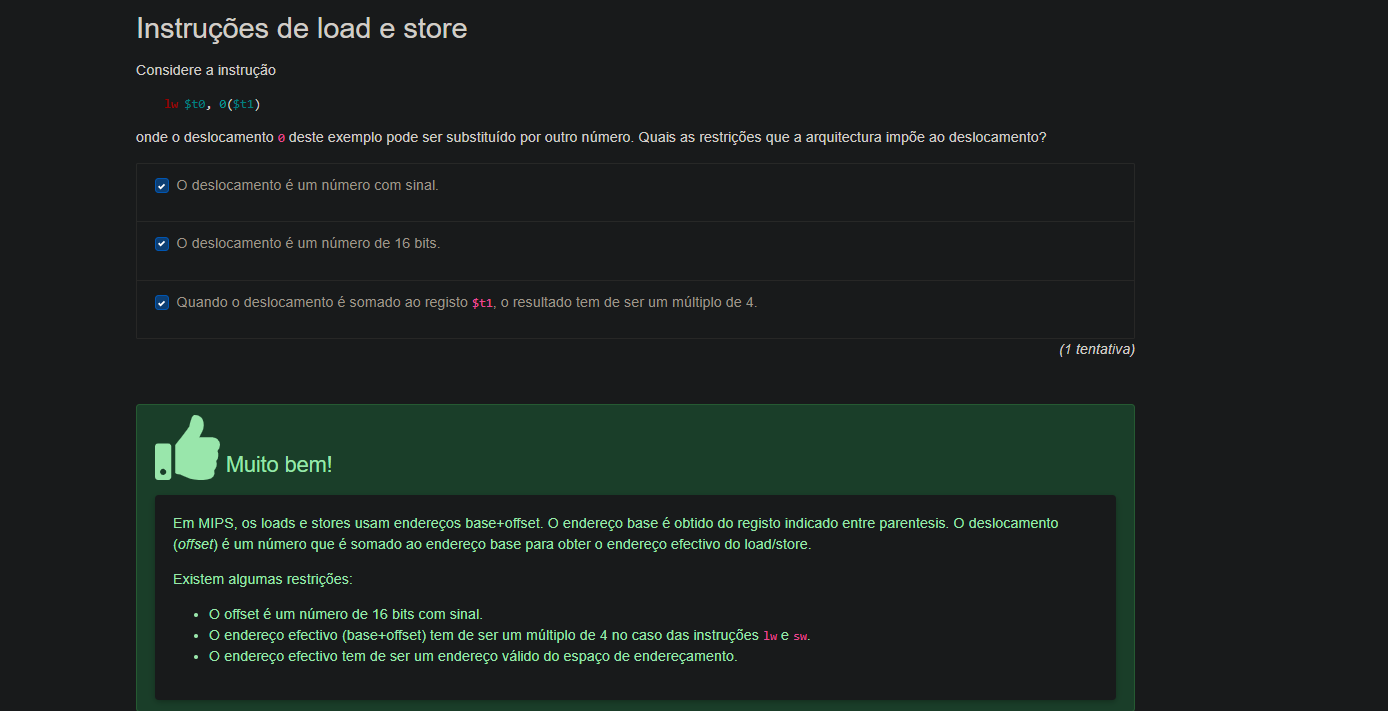 Instruções de load e store
Considere a instrução
lw $t0, 0($t1)
onde o deslocamento 0 deste exemplo pode ser substituído por outro número. Quais as restrições que a arquitectura impõe ao deslocamento?
O deslocamento é um número com sinal.
O deslocamento é um número de 16 bits.
Quando o deslocamento é somado ao registo $t1, o resultado tem de ser um múltiplo de 4.
(1 tentativa)
Muito bem!
Em MIPS, os loads e stores usam endereços base+offset. O endereço base é obtido do registo indicado entre parentesis. O deslocamento
(offset) é um número que é somado ao endereço base para obter o endereço efectivo do load/store.
Existem algumas restrições:
• O offset é um número de 16 bits com sinal.
• O endereço efectivo (base+offset) tem de ser um múltiplo de 4 no caso das instruções lw e sw.
• O endereço efectivo tem de ser um endereço válido do espaço de endereçamento.